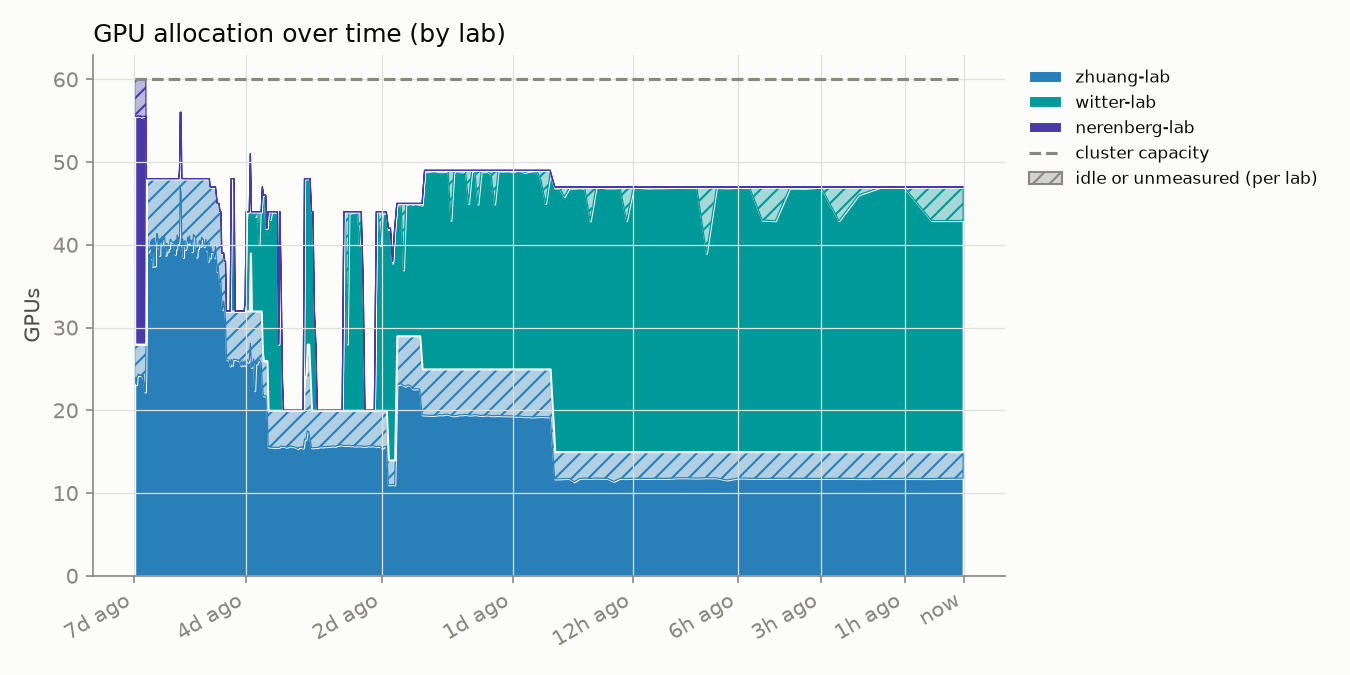 GPU allocation over time (by lab)
60
50
40
30
20
10
0
GPUs
7d ago
4d ago
2d ago
1d ago
12h ago
6h ago
3h ago
1h ago
now
zhuang-lab
witter-lab
nerenberg-lab
cluster capacity
idle or unmeasured (per lab)